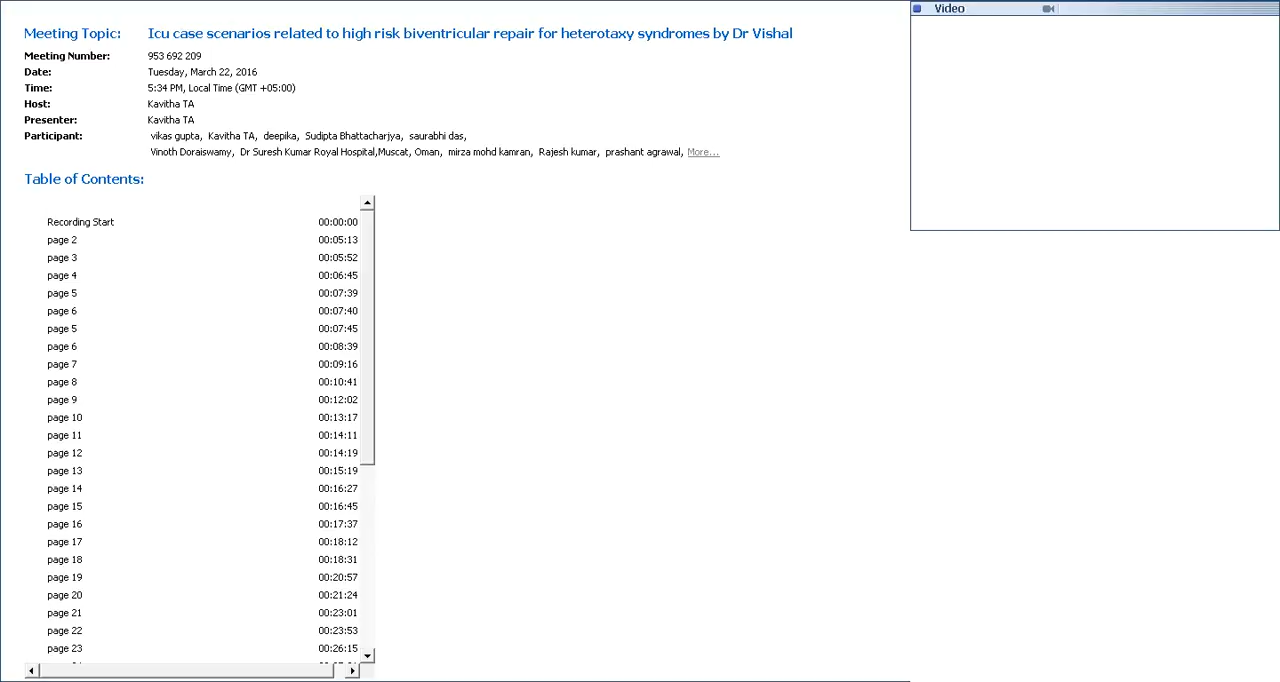 Video
Meeting Topic: Icu case scenarios related to high risk biventricular repair for heterotaxy syndromes by Dr Vishal
Meeting Number: 953 692 209
Date: Tuesday, March 22, 2016
Time: 5:34 PM, Local Time (GMT +05:00)
Host: Kavitha TA
Presenter: Kavitha TA
Participant: vikas gupta, Kavitha TA, deepika, Sudipta Bhattacharjya, saurabhi das,
Vinoth Doraiswamy, Dr Suresh Kumar Royal Hospital,Muscat, Oman, mirza mohd kamran, Rajesh kumar, prashant agrawal, More...
Table of Contents:
Recording Start 00:00:00
page 2 00:05:13
page 3 00:05:52
page 4 00:06:45
page 5 00:07:39
page 6 00:07:40
page 5 00:07:45
page 6 00:08:39
page 7 00:09:16
page 8 00:10:41
page 9 00:12:02
page 10 00:13:17
page 11 00:14:11
page 12 00:14:19
page 13 00:15:19
page 14 00:16:27
page 15 00:16:45
page 16 00:17:37
page 17 00:18:12
page 18 00:18:31
page 19 00:20:57
page 20 00:21:24
page 21 00:23:01
page 22 00:23:53
page 23 00:26:15